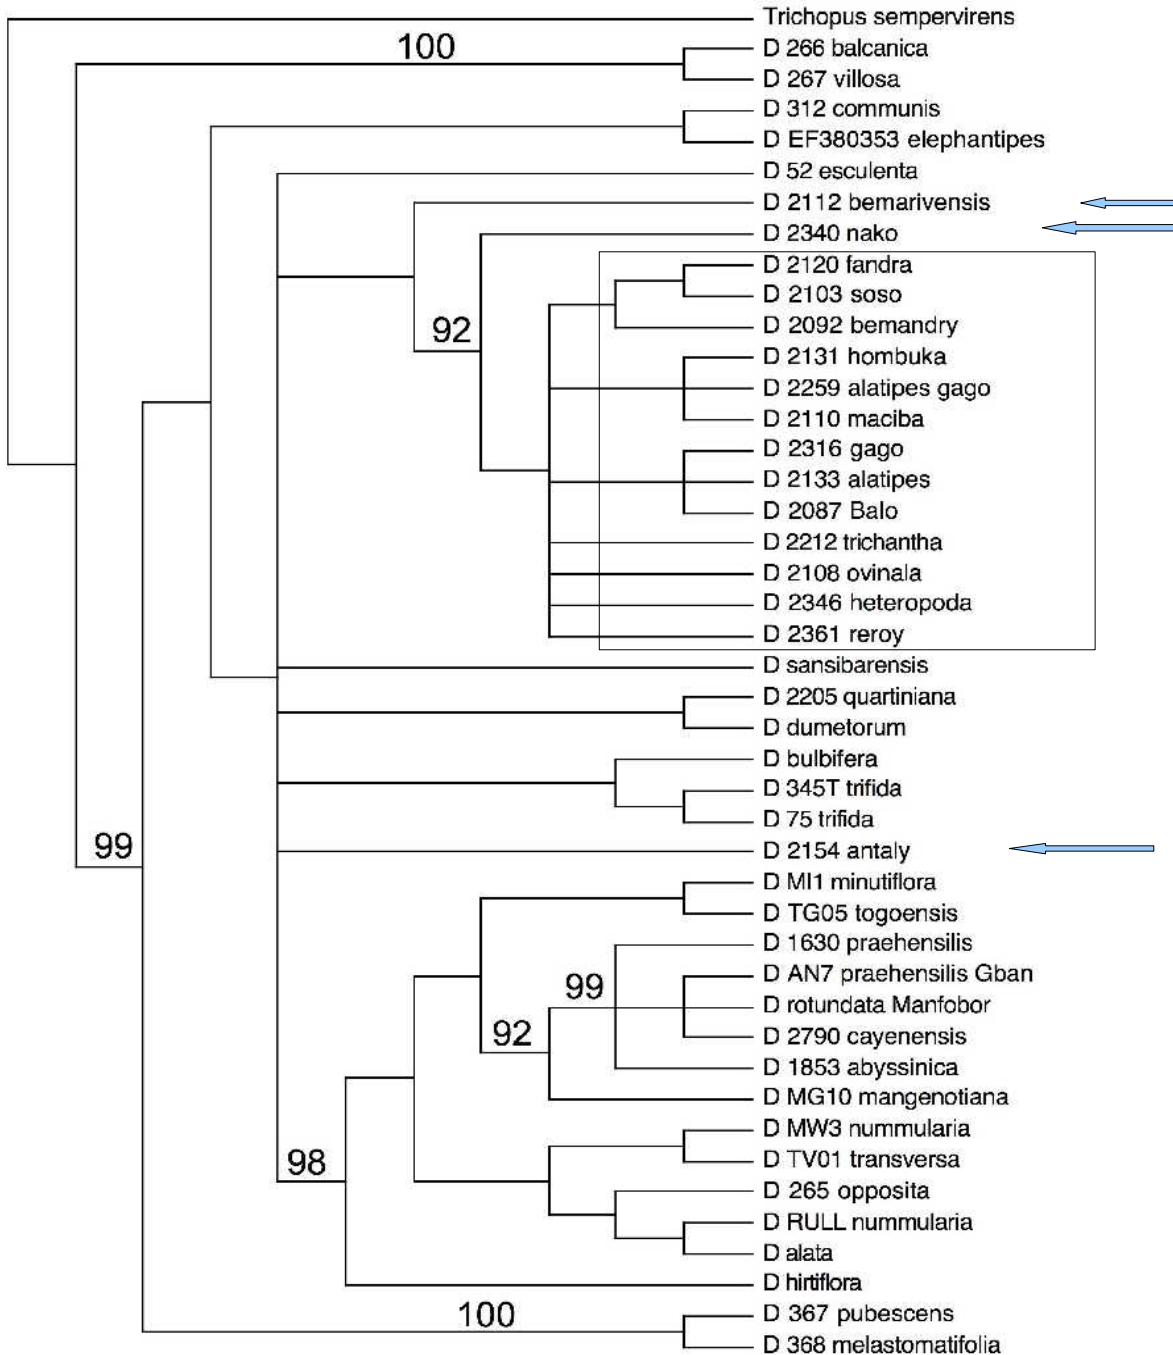 Trichopus sempervirens
100
D 266 balcanica
D 267 villosa
D 312 communis
D EF380353 elephantipes
D 52 esculenta
D 2112 bemarivensis
D 2340 nako
D 2120 fandra
D 2103 soso
92
D 2092 bemandry
D 2131 hombuka
D 2259 alatipes gago
D 2110 maciba
D 2316 gago
D 2133 alatipes
D 2087 Balo
D 2212 trichantha
D 2108 ovinala
D 2346 heteropoda
D 2361 reroy
D sansibarensis
D 2205 quartiniana
D dumetorum
D bulbifera
D 345T trifida
D 75 trifida
99
D 2154 antaly
D MI1 minutiflora
D TG05 togoensis
D 1630 praehensilis
D AN7 praehensilis Gban
99
D rotundata Manfobor
92
D 2790 cayenensis
D 1853 abyssinica
D MG10 mangenotiana
D MW3 nummularia
98
D TV01 transversa
D 265 opposita
D RULL nummularia
D alata
D hirtiflora
100
D 367 pubescens
D 368 melastomatifolia